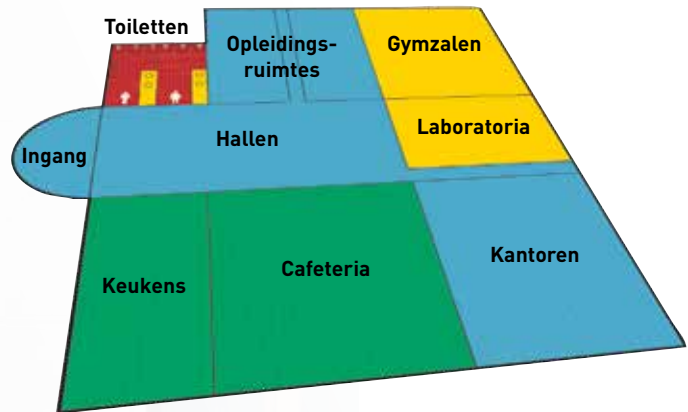 Toiletten
Opleidings-
ruimtes
Gymzalen
Laboratoria
Hallen
Ingang
Keukens
Cafeteria
Kantoren